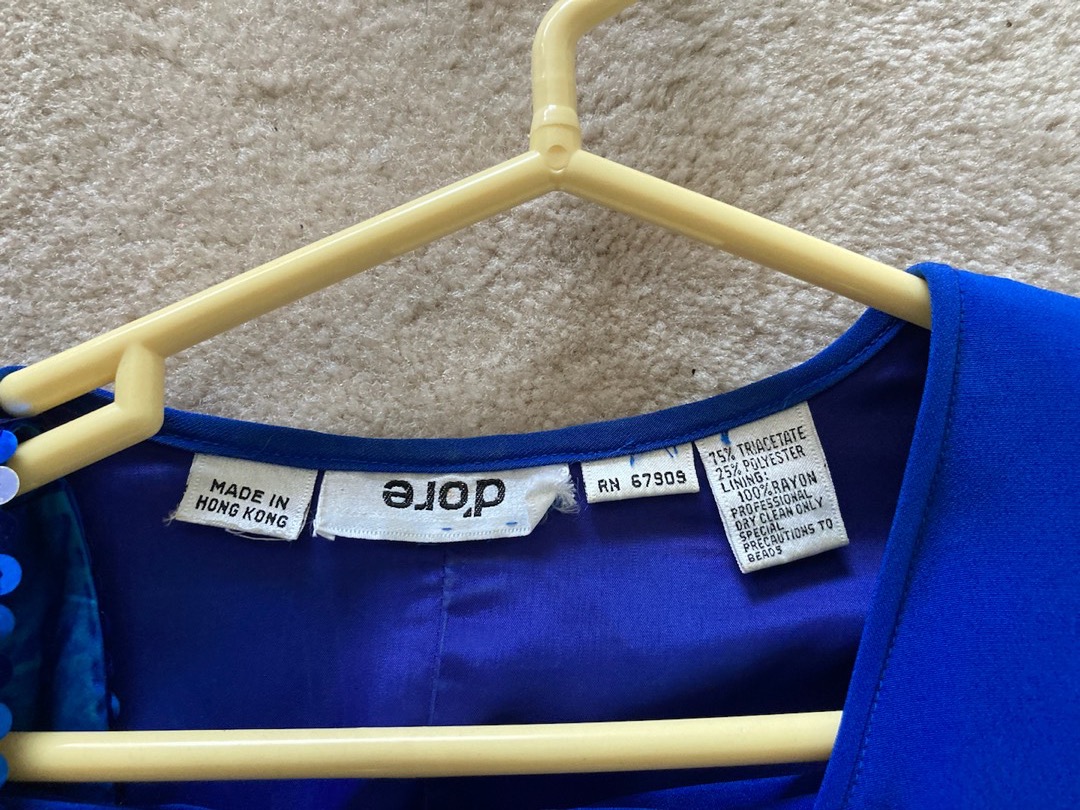 MADE IN
HONG KONG
d'ore
RN 67909
75% TRIACETATE
25% POLYESTER
LINING:
100% RAYON
PROFESSIONAL
DRY CLEAN ONLY
SPECIAL
PRECAUTIONS TO
BEADS